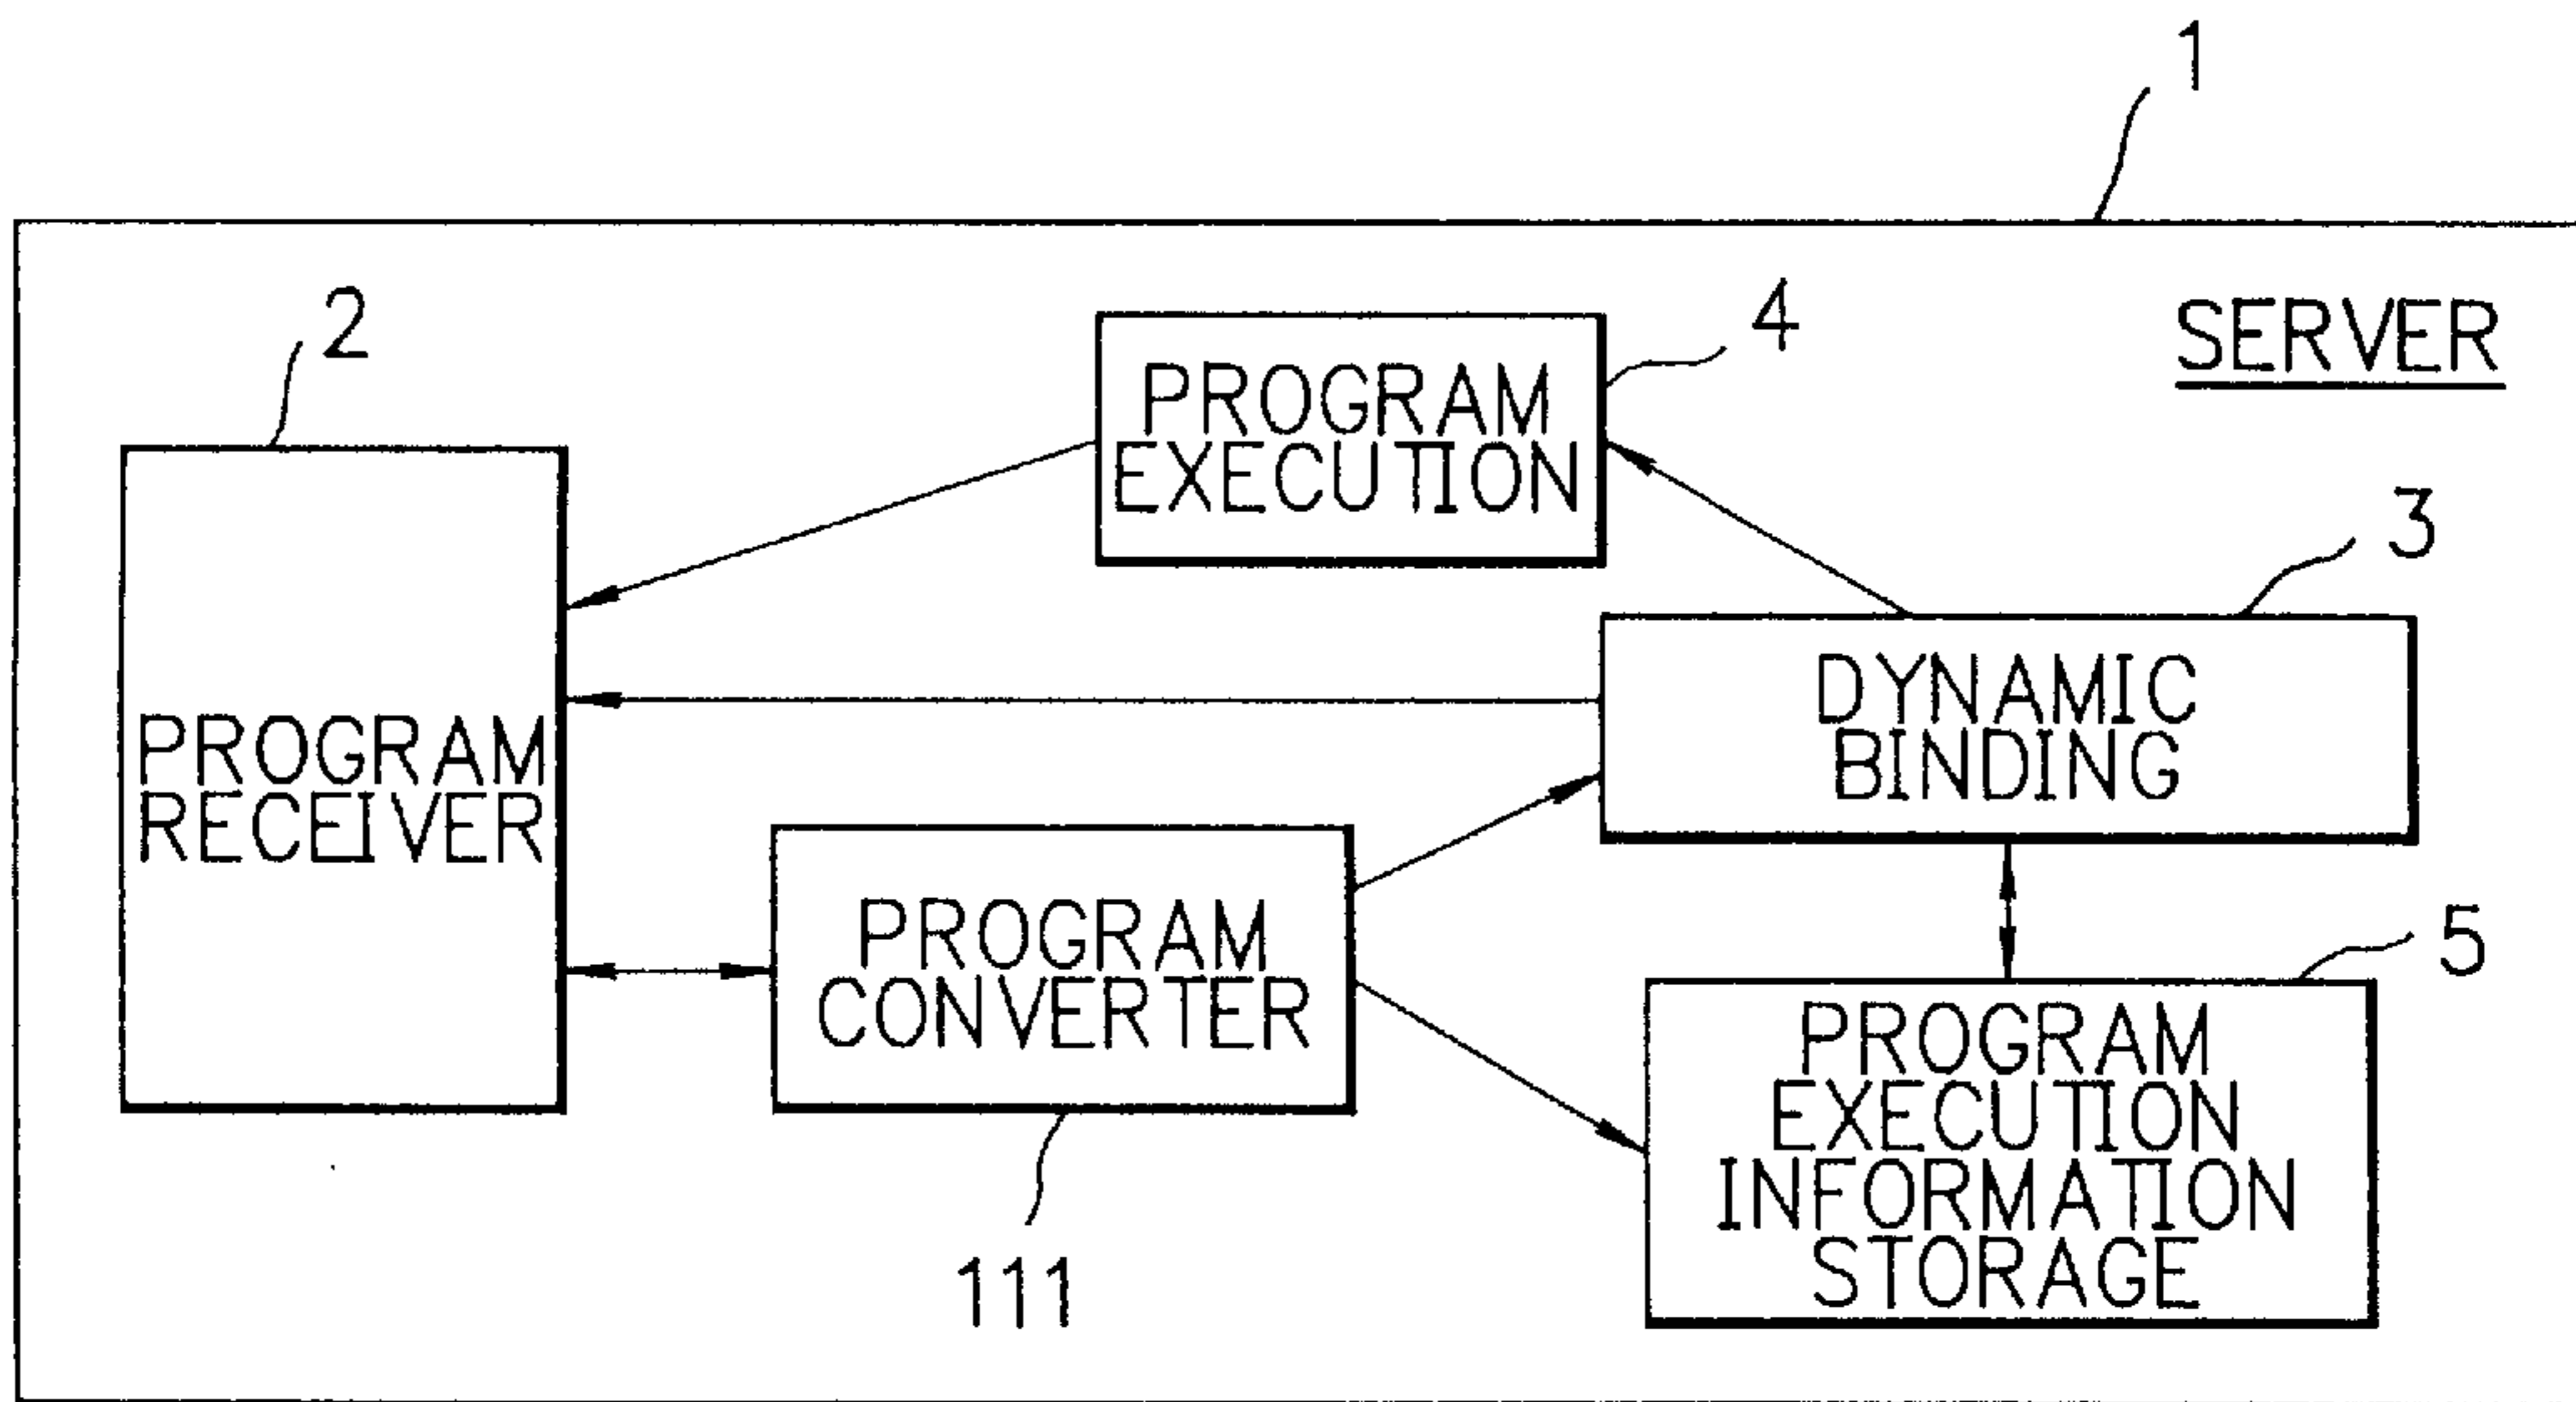 1
SERVER
2
4
PROGRAM
EXECUTION
3
DYNAMIC
BINDING
PROGRAM
RECEIVER
PROGRAM
CONVERTER
111
5
PROGRAM
EXECUTION
INFORMATION
STORAGE